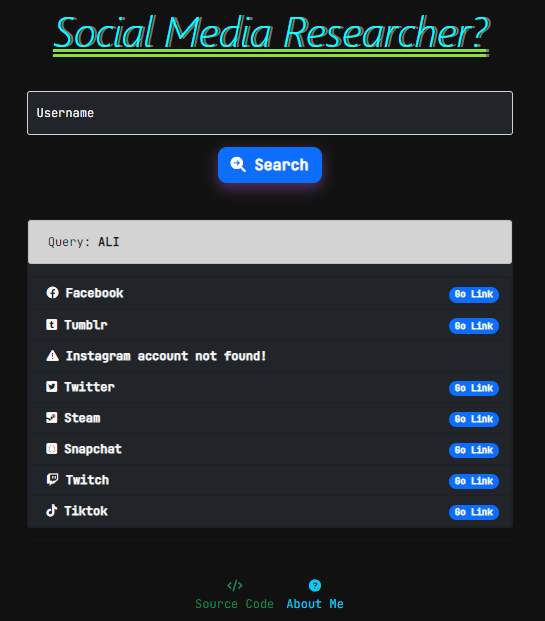 Social Media Researcher?
Username
Search
Query: ALI
Facebook Go Link
Tumblr Go Link
Instagram account not found!
Twitter Go Link
Steam Go Link
Snapchat Go Link
Twitch Go Link
Tiktok Go Link
Source Code About Me